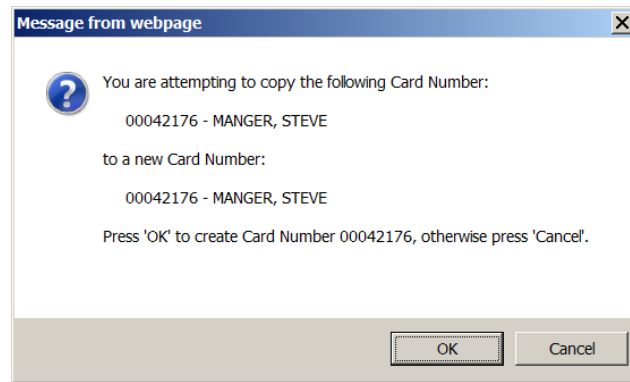 Message from webpage
You are attempting to copy the following Card Number:
00042176 - MANGER, STEVE
to a new Card Number:
00042176 - MANGER, STEVE
Press 'OK' to create Card Number 00042176, otherwise press 'Cancel'.
OK
Cancel